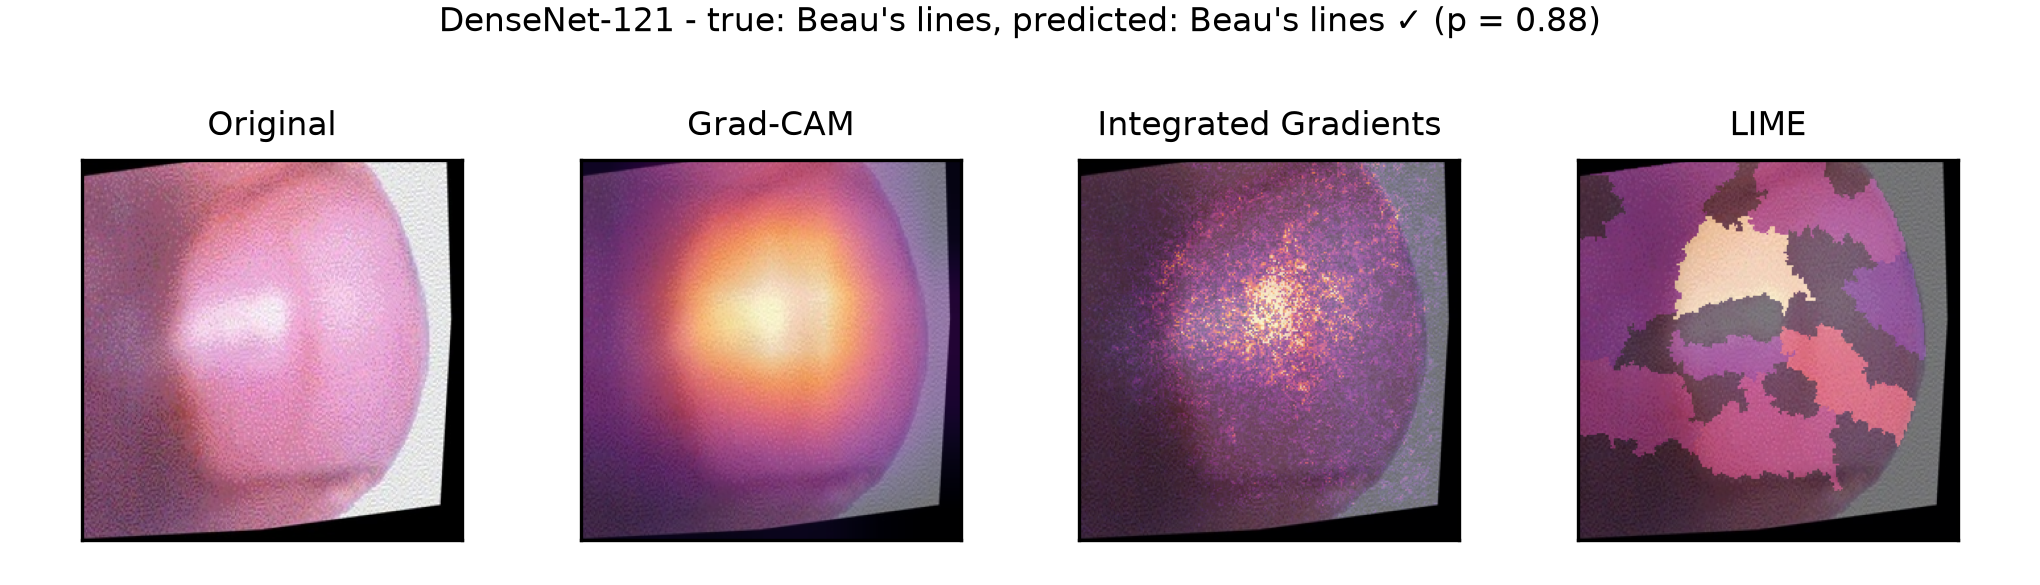 DenseNet-121 - true: Beau's lines, predicted: Beau's lines ✓ (p = 0.88)
Original
Grad-CAM
Integrated Gradients
LIME